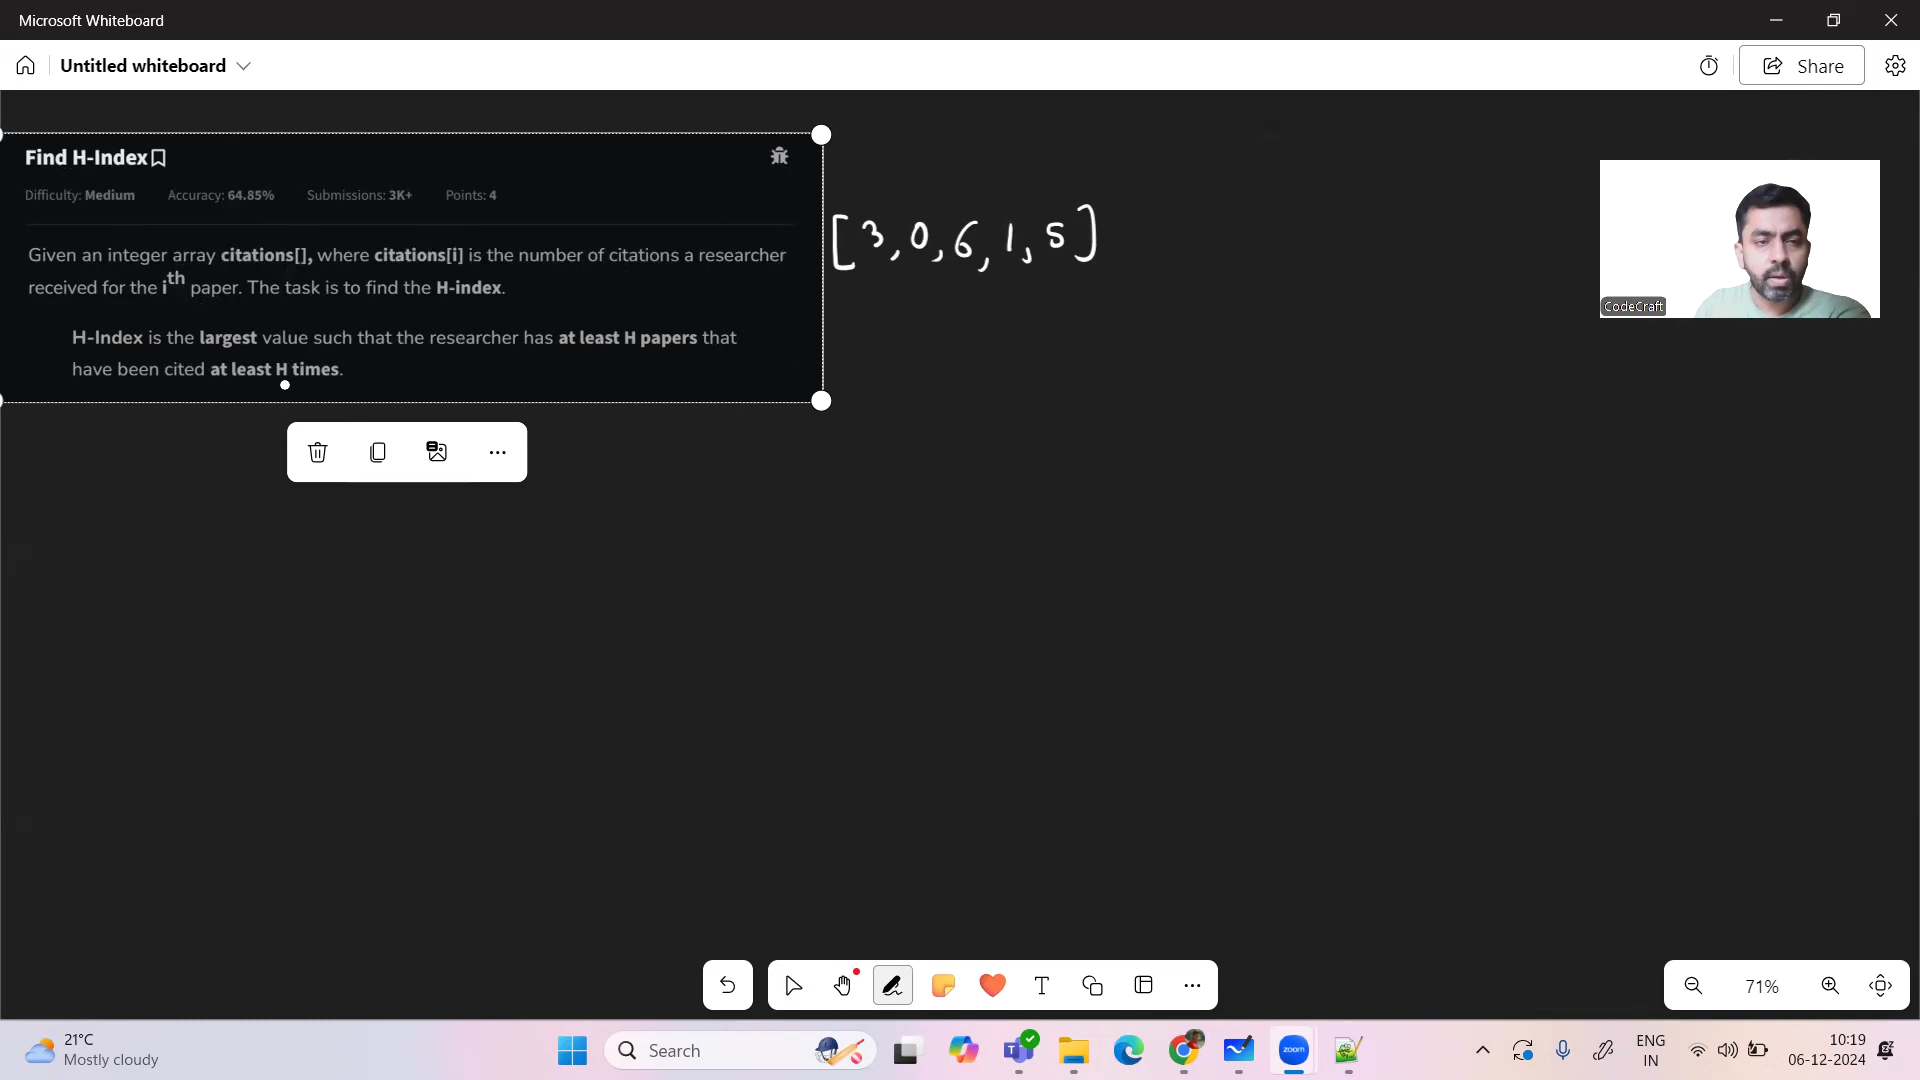 Microsoft Whiteboard
Untitled whiteboard
Share
Find H-Index
Difficulty: Medium Accuracy: 64.85% Submissions: 3K+ Points: 4
Given an integer array citations[], where citations[i] is the number of citations a researcher
received for the ith paper. The task is to find the H-index.
H-Index is the largest value such that the researcher has at least H papers that
have been cited at least H times.
[3,0,6,1,5]
CodeCraft
71%
21°C
Mostly cloudy
Search
zoom
ENG
IN
10:19
06-12-2024